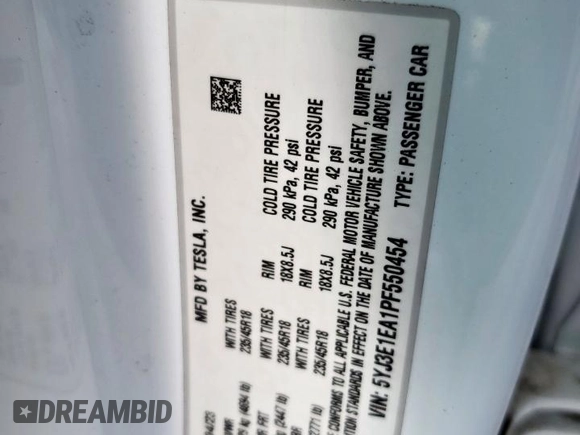 MFD BY TESLA, INC.
WITH TIRES RIM COLD TIRE PRESSURE
235/45R18 18X8.5J 290 kPa, 42 psi
WITH TIRES RIM COLD TIRE PRESSURE
235/45R18 18X8.5J 290 kPa, 42 psi
CONFORMS TO ALL APPLICABLE U.S. FEDERAL MOTOR VEHICLE SAFETY, BUMPER, AND
IN EFFECT ON THE DATE OF MANUFACTURE SHOWN ABOVE.
VIN: 5YJ3E1EA1PF550454 TYPE: PASSENGER CAR
DREAMBID